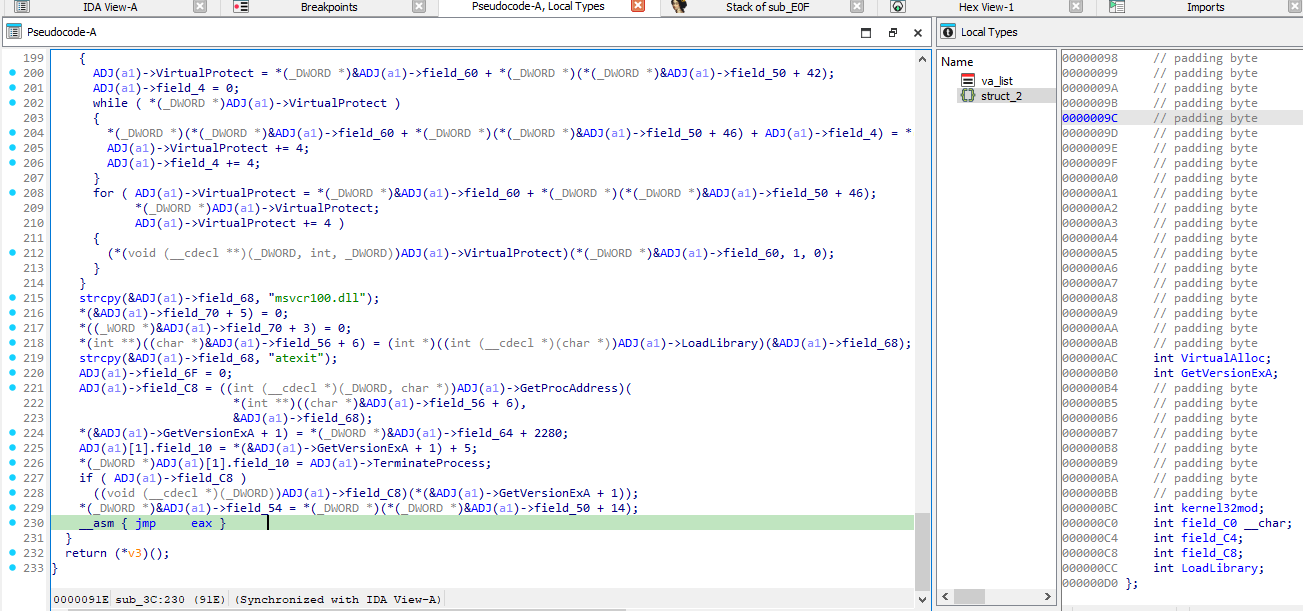 IDA View-A
Breakpoints
Pseudocode-A, Local Types
Stack of sub_E0F
Hex View-1
Imports
Pseudocode-A
199 {
200 ADJ(a1)->VirtualProtect = *(_DWORD *)&ADJ(a1)->field_60 + *(_DWORD *)(*(_DWORD *)&ADJ(a1)->field_50 + 42);
201 ADJ(a1)->field_4 = 0;
202 while ( *(_DWORD *)ADJ(a1)->VirtualProtect )
203 {
204 *(_DWORD *)(*(_DWORD *)&ADJ(a1)->field_60 + *(_DWORD *)(*(_DWORD *)&ADJ(a1)->field_50 + 46) + ADJ(a1)->field_4) = *
205 ADJ(a1)->VirtualProtect += 4;
206 ADJ(a1)->field_4 += 4;
207 }
208 for ( ADJ(a1)->VirtualProtect = *(_DWORD *)&ADJ(a1)->field_60 + *(_DWORD *)(*(_DWORD *)&ADJ(a1)->field_50 + 46);
209 *(_DWORD *)ADJ(a1)->VirtualProtect;
210 ADJ(a1)->VirtualProtect += 4 )
211 {
212 (*(void (__cdecl **)(_DWORD, int, _DWORD))ADJ(a1)->VirtualProtect)(*(_DWORD *)&ADJ(a1)->field_60, 1, 0);
213 }
214 }
215 strcpy(&ADJ(a1)->field_68, "msvcr100.dll");
216 *(&ADJ(a1)->field_70 + 5) = 0;
217 *((_WORD *)&ADJ(a1)->field_70 + 3) = 0;
218 *(int **)((char *)&ADJ(a1)->field_56 + 6) = (int *)((int (__cdecl *)(char *))ADJ(a1)->LoadLibrary)(&ADJ(a1)->field_68);
219 strcpy(&ADJ(a1)->field_68, "atexit");
220 ADJ(a1)->field_6F = 0;
221 ADJ(a1)->field_C8 = ((int (__cdecl *)(_DWORD, char *))ADJ(a1)->GetProcAddress)(
222 *(int **)((char *)&ADJ(a1)->field_56 + 6),
223 &ADJ(a1)->field_68);
224 *(&ADJ(a1)->GetVersionExA + 1) = *(_DWORD *)&ADJ(a1)->field_64 + 2280;
225 ADJ(a1)[1].field_10 = *(&ADJ(a1)->GetVersionExA + 1) + 5;
226 *(_DWORD *)ADJ(a1)[1].field_10 = ADJ(a1)->TerminateProcess;
227 if ( ADJ(a1)->field_C8 )
228 ((void (__cdecl *)(_DWORD))ADJ(a1)->field_C8)(*(&ADJ(a1)->GetVersionExA + 1));
229 *(_DWORD *)&ADJ(a1)->field_54 = *(_DWORD *)(*(_DWORD *)&ADJ(a1)->field_50 + 14);
230 __asm { jmp eax }
231 }
232 return (*v3)();
233 }
0000091E sub_3C:230 (91E) (Synchronized with IDA View-A)
Local Types
Name
va_list
struct_2
00000098 // padding byte
00000099 // padding byte
0000009A // padding byte
0000009B // padding byte
0000009C // padding byte
0000009D // padding byte
0000009E // padding byte
0000009F // padding byte
000000A0 // padding byte
000000A1 // padding byte
000000A2 // padding byte
000000A3 // padding byte
000000A4 // padding byte
000000A5 // padding byte
000000A6 // padding byte
000000A7 // padding byte
000000A8 // padding byte
000000A9 // padding byte
000000AA // padding byte
000000AB // padding byte
000000AC int VirtualAlloc;
000000B0 int GetVersionExA;
000000B4 // padding byte
000000B5 // padding byte
000000B6 // padding byte
000000B7 // padding byte
000000B8 // padding byte
000000B9 // padding byte
000000BA // padding byte
000000BB // padding byte
000000BC int kernel32mod;
000000C0 int field_C0 __char;
000000C4 int field_C4;
000000C8 int field_C8;
000000CC int LoadLibrary;
000000D0 };